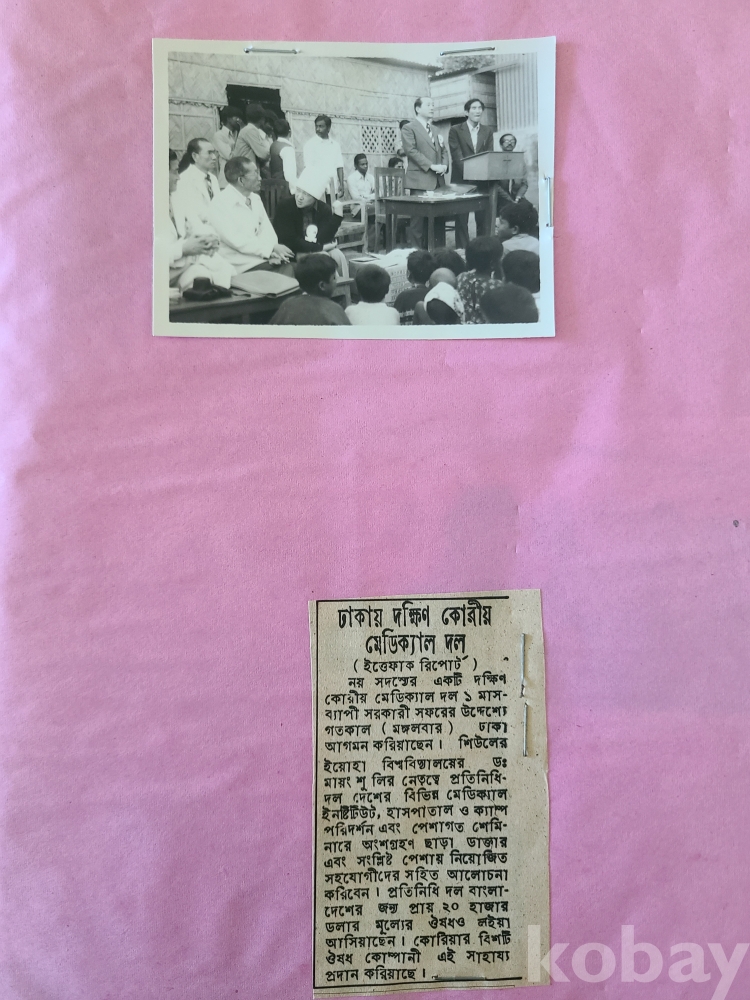 ঢাকায় দক্ষিণ কোরীয়
মেডিক্যাল দল
( ইত্তেফাক রিপোর্ট )
নয় সদস্যের একটি দক্ষিণ
কোরীয় মেডিক্যাল দল ১ মাস-
ব্যাপী সরকারী সফরের উদ্দেশ্যে
গতকাল ( মঙ্গলবার ) ঢাকা
আগমন করিয়াছেন। শিউলের
ইয়োহা বিশ্ববিদ্যালয়ের ডঃ
মায়ং শু লির নেতৃত্বে প্রতিনিধি-
দল দেশের বিভিন্ন মেডিক্যাল
ইনষ্টিটিউট, হাসপাতাল ও ক্যাম্প
পরিদর্শন এবং পেশাগত শেমি-
নারে অংশগ্রহণ ছাড়া ডাক্তার
এবং সংশ্লিষ্ট পেশায় নিয়োজিত
সহযোগীদের সহিত আলোচনা
করিবেন। প্রতিনিধি দল বাংলা-
দেশের জন্য প্রায় ২০ হাজার
ডলার মূল্যের ঔষধও লইয়া
আসিয়াছেন। কোরিয়ার বিশটি
ঔষধ কোম্পানী এই সাহায্য
প্রদান করিয়াছে।
kobay